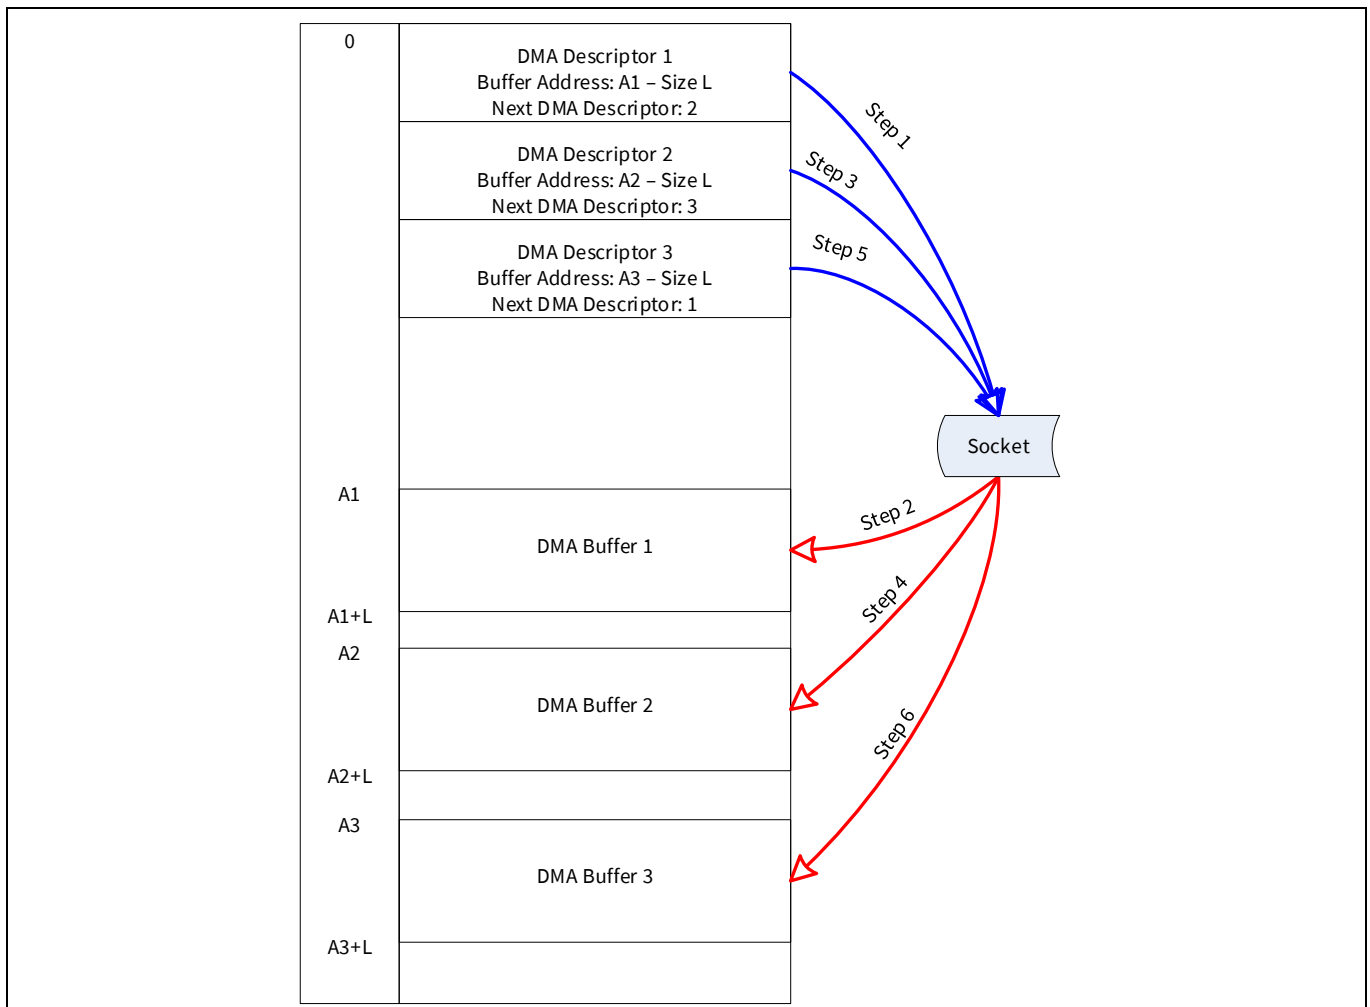 0
DMA Descriptor 1
Buffer Address: A1 – Size L
Next DMA Descriptor: 2
DMA Descriptor 2
Buffer Address: A2 – Size L
Next DMA Descriptor: 3
DMA Descriptor 3
Buffer Address: A3 – Size L
Next DMA Descriptor: 1
Step 1
Step 3
Step 5
Socket
A1
DMA Buffer 1
A1+L
Step 2
Step 4
A2
DMA Buffer 2
A2+L
Step 6
A3
DMA Buffer 3
A3+L